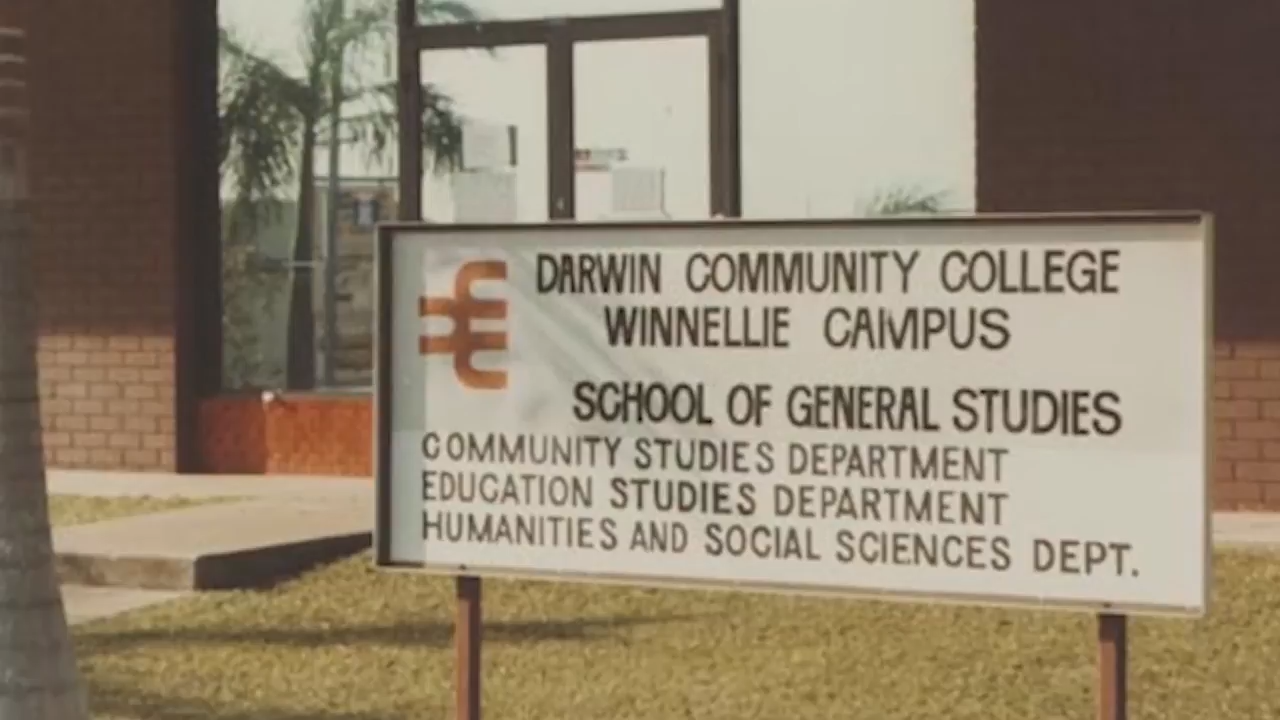 DARWIN COMMUNITY COLLEGE
WINNELLIE CAMPUS
SCHOOL OF GENERAL STUDIES
COMMUNITY STUDIES DEPARTMENT
EDUCATION STUDIES DEPARTMENT
HUMANITIES AND SOCIAL SCIENCES DEPT.